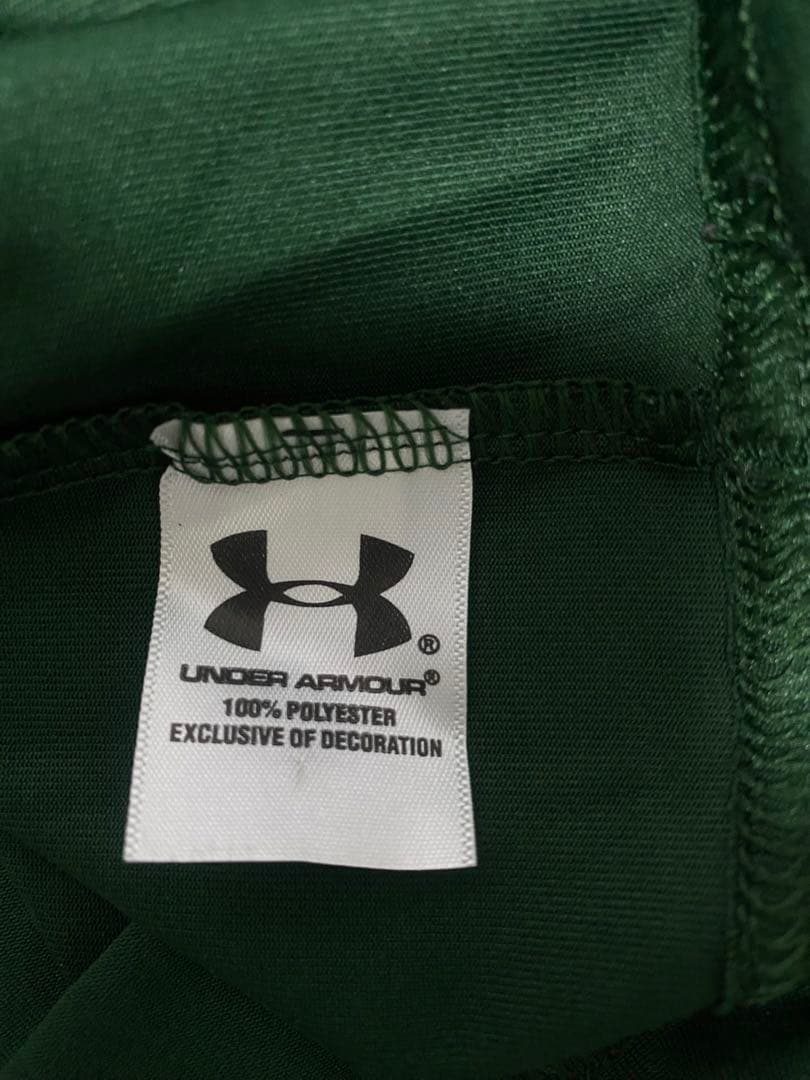 ®
UNDER ARMOUR®
100% POLYESTER
EXCLUSIVE OF DECORATION